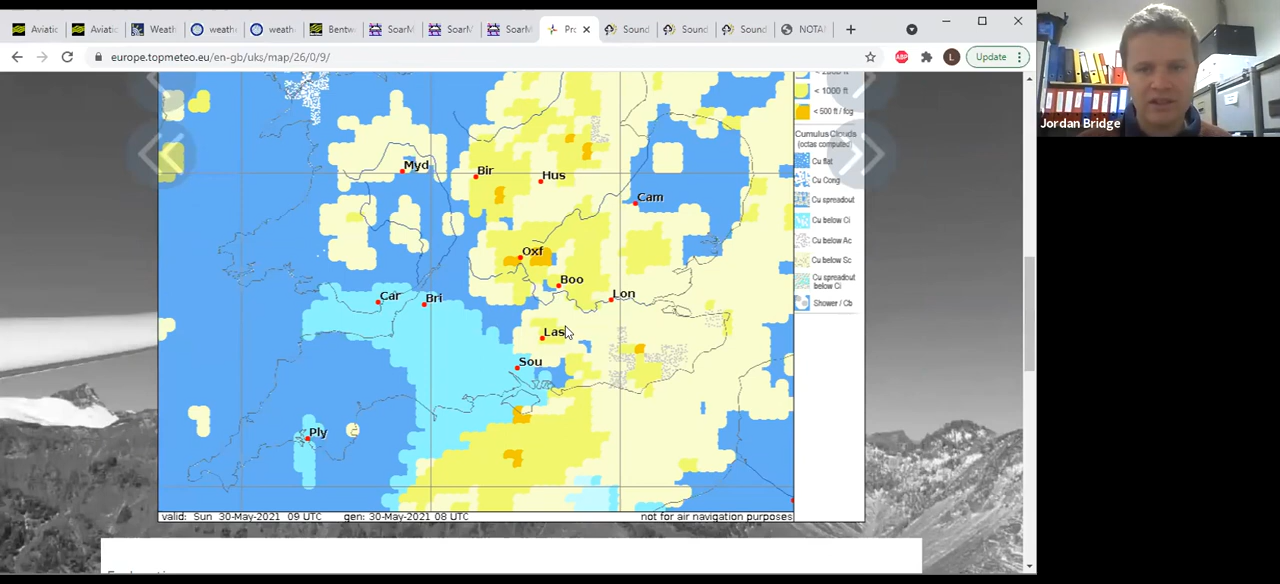 Aviatic
Aviatic
Weath
weathe
weathe
Bentw
SoarM
SoarM
SoarM
Pro
Sound
Sound
Sound
NOTA
europe.topmeteo.eu/en-gb/uks/map/26/0/9/
ABP
L
Update
Jordan Bridge
< 1000 ft
< 500 ft / fog
Cumulus Clouds
(octas computed)
Cu flat
Cu Cong
Cu spreadout
Cu below Ci
Cu below Ac
Cu below Sc
Cu spreadout
below Ci
Shower / Cb
Myd
Bir
Hus
Cam
Oxf
Boo
Lon
Car
Bri
Las
Sou
Ply
valid: Sun 30-May-2021 09 UTC gen: 30-May-2021 08 UTC not for air navigation purposes